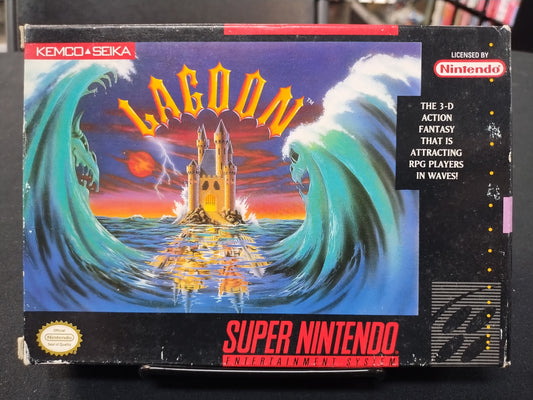 KEMCO▲SEIKA
LAGOON™
LICENSED BY
Nintendo®
THE 3-D
ACTION
FANTASY
THAT IS
ATTRACTING
RPG PLAYERS
IN WAVES!
Official
Nintendo
Seal of Quality
SUPER NINTENDO
ENTERTAINMENT SYSTEM